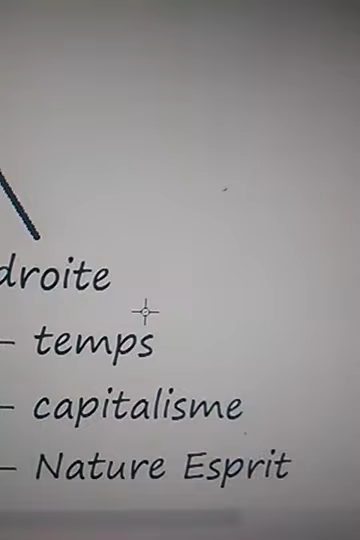 droite
– temps
– capitalisme
– Nature Esprit